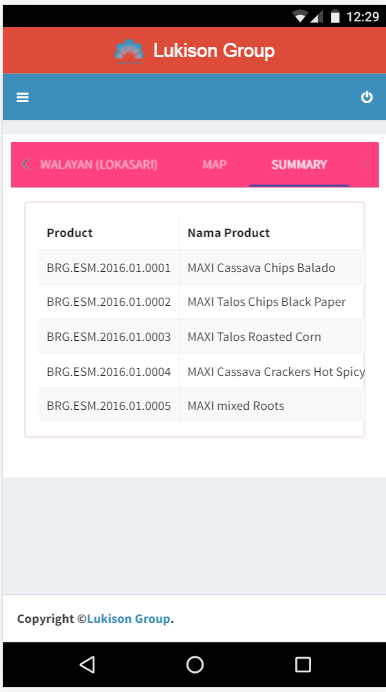 12:29
Lukison Group
WALAYAN (LOKASARI) MAP SUMMARY
Product Nama Product
BRG.ESM.2016.01.0001 MAXI Cassava Chips Balado
BRG.ESM.2016.01.0002 MAXI Talos Chips Black Paper
BRG.ESM.2016.01.0003 MAXI Talos Roasted Corn
BRG.ESM.2016.01.0004 MAXI Cassava Crackers Hot Spicy
BRG.ESM.2016.01.0005 MAXI mixed Roots
Copyright ©Lukison Group.